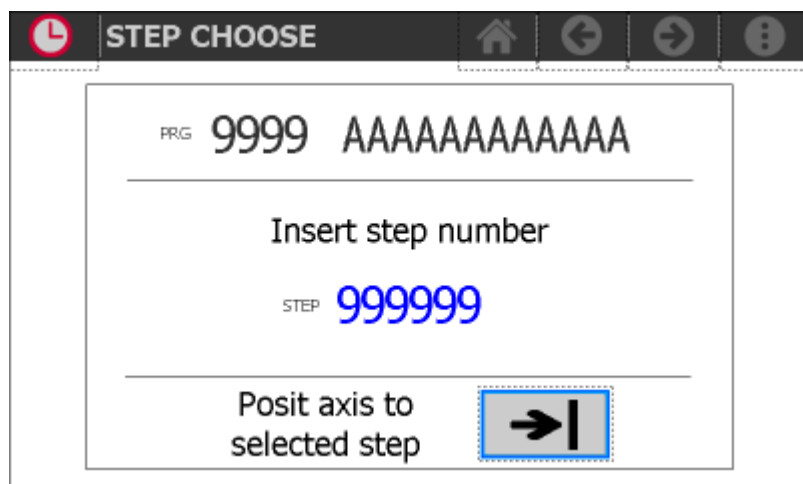 STEP CHOOSE
PRG 9999 AAAAAAAAAAAA
Insert step number
STEP 999999
Posit axis to
selected step